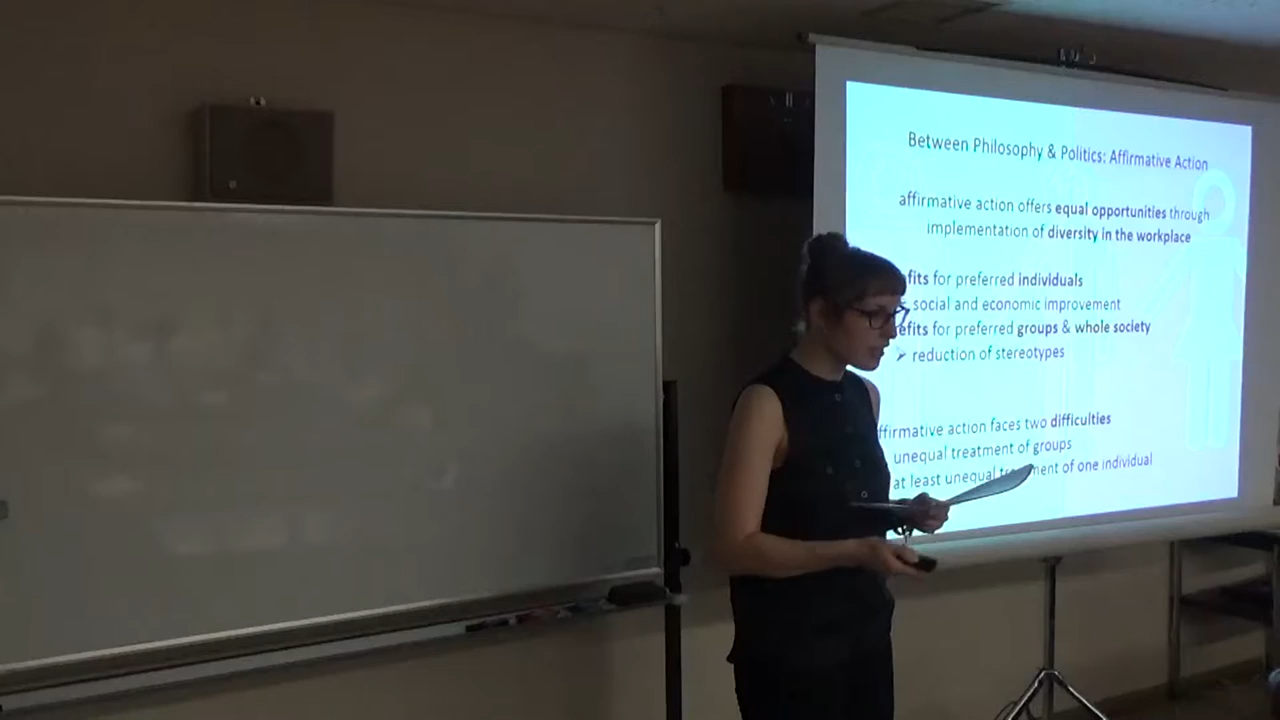 Between Philosophy & Politics: Affirmative Action
affirmative action offers equal opportunities through
implementation of diversity in the workplace
fits for preferred individuals
social and economic improvement
efits for preferred groups & whole society
➢ reduction of stereotypes
ffirmative action faces two difficulties
unequal treatment of groups
at least unequal of one individual